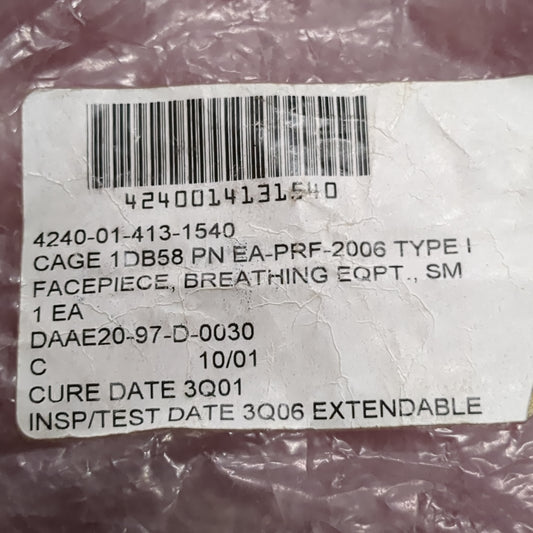 4240014131540
4240-01-413-1540
CAGE 1DB58 PN EA-PRF-2006 TYPE I
FACEPIECE, BREATHING EQPT., SM
1 EA
DAAE20-97-D-0030
C 10/01
CURE DATE 3Q01
INSP/TEST DATE 3Q06 EXTENDABLE